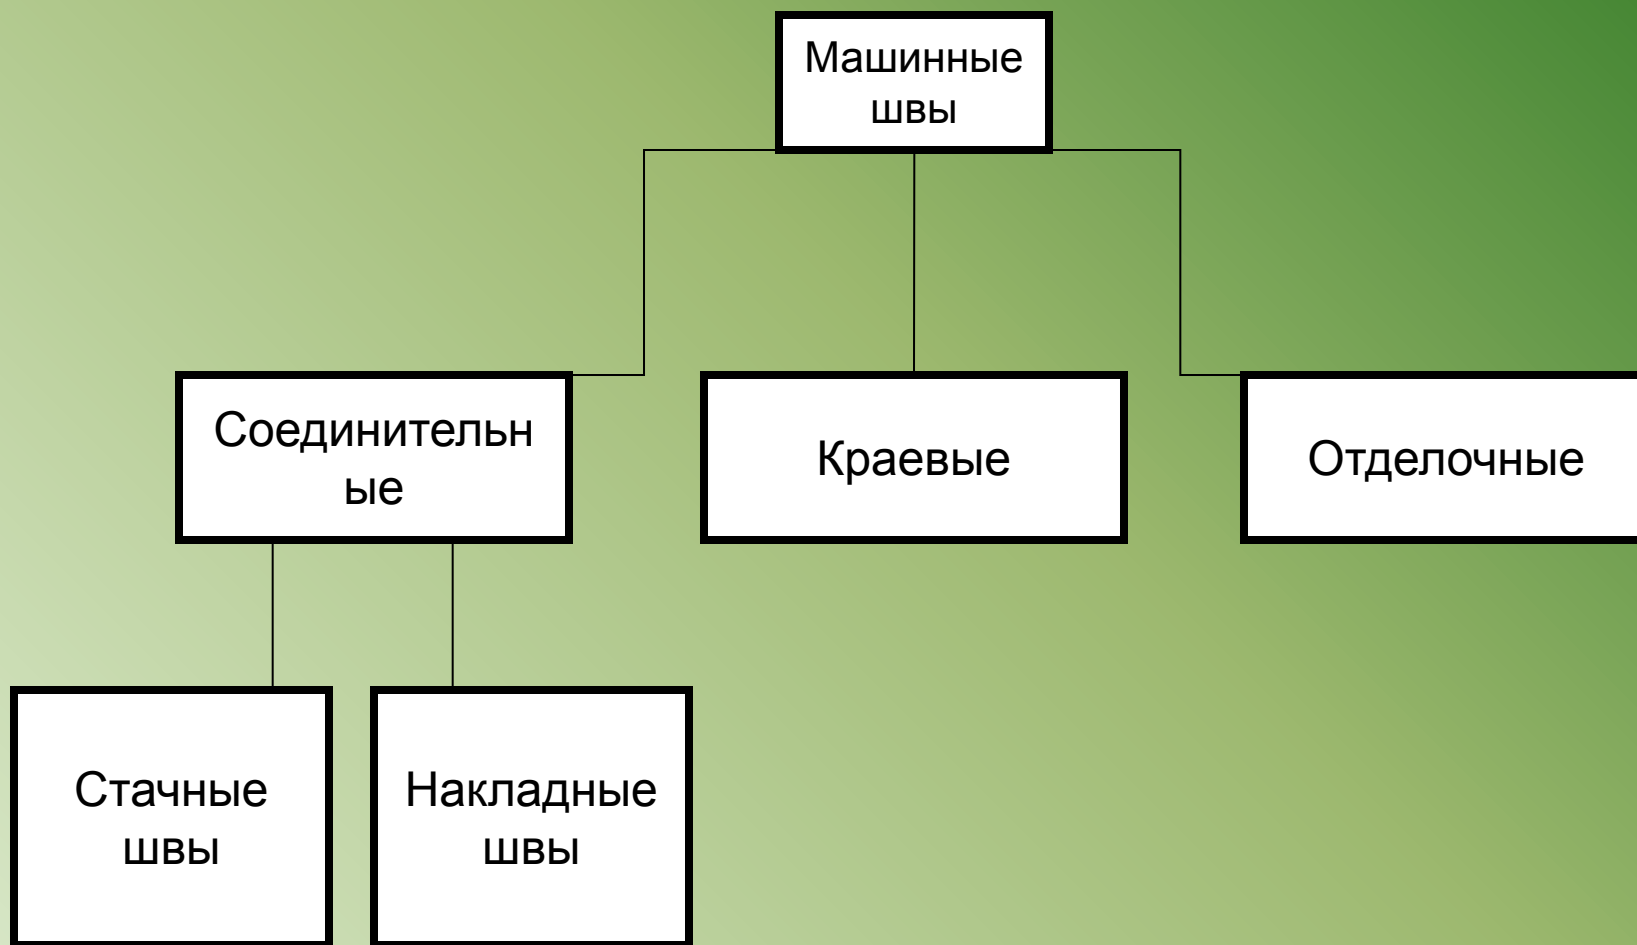 Машинные
швы
Соединительн
ые
Краевые
Отделочные
Стачные
швы
Накладные
швы